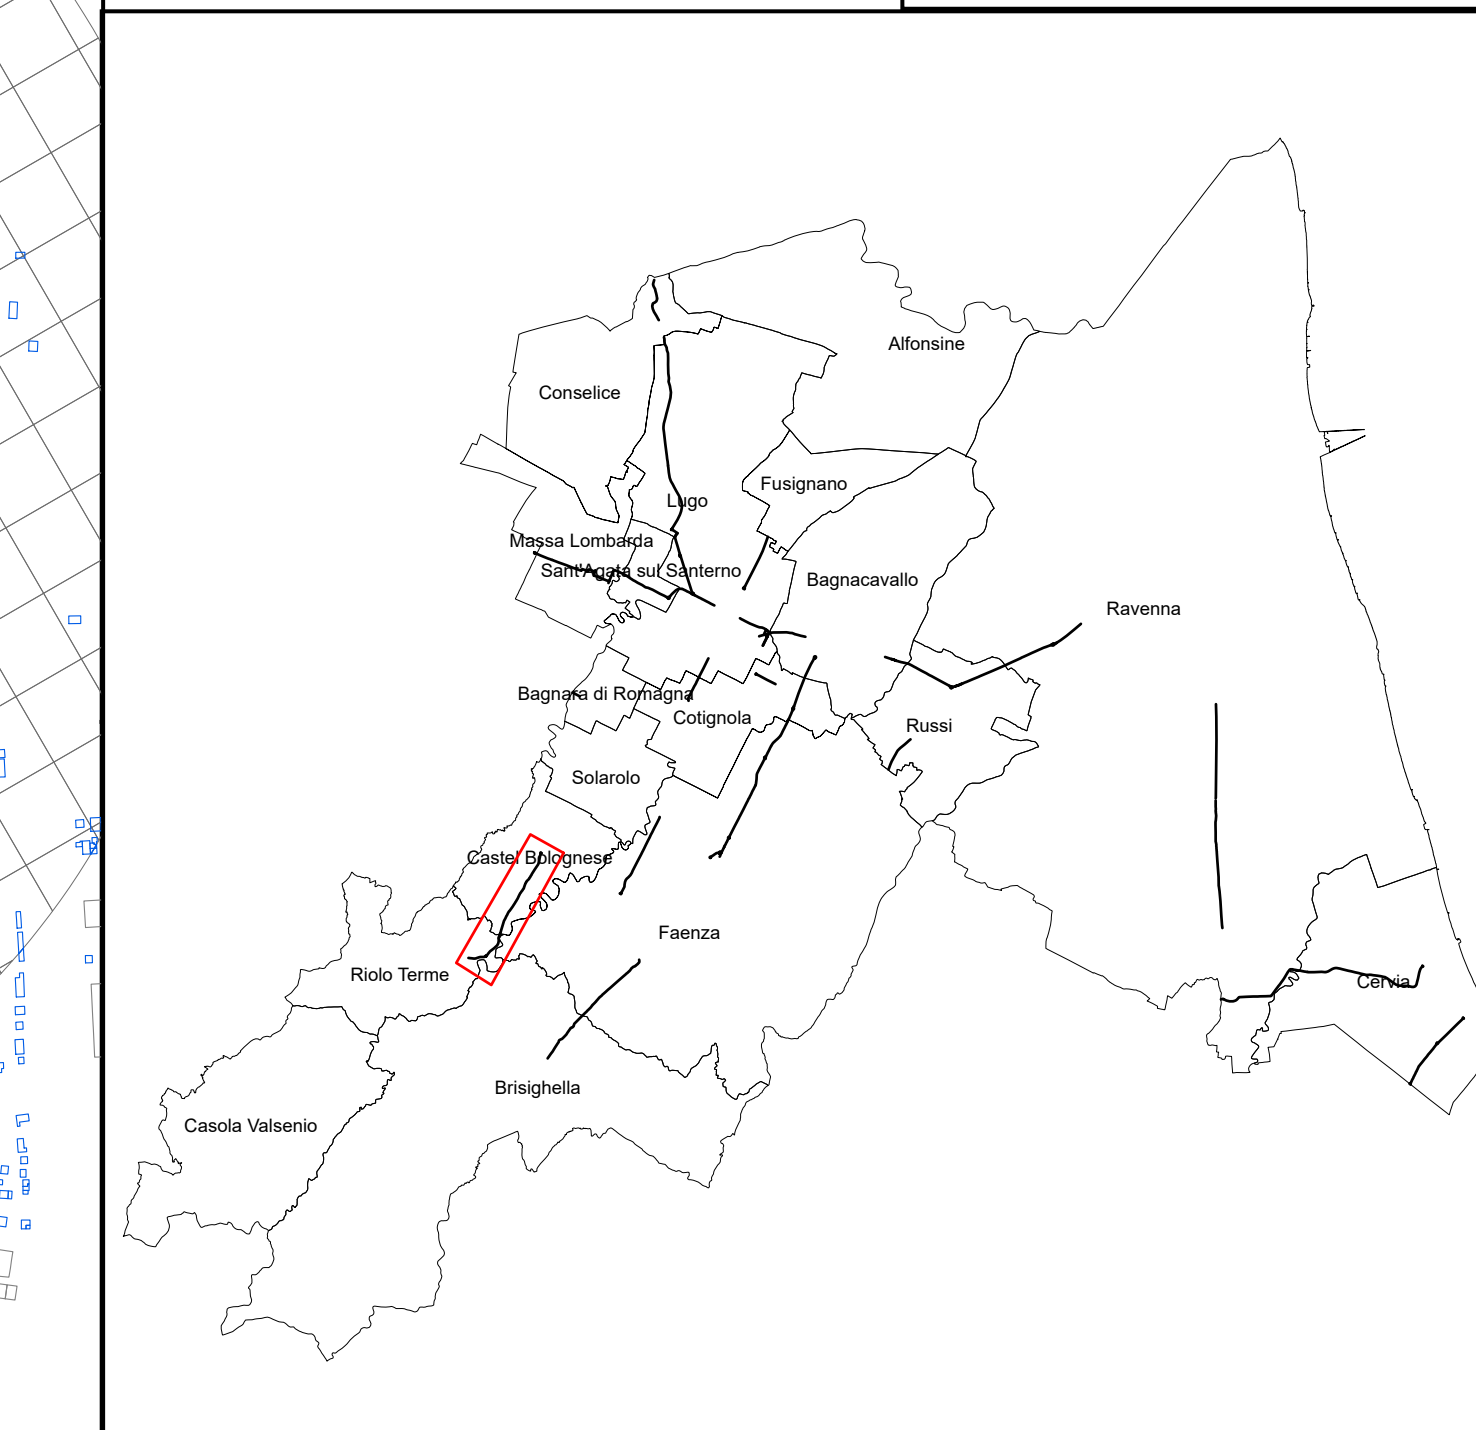 Alfonsine
Conselice
Fusignano
Lugo
Massa Lombarda
Sant'Agata sul Santerno
Bagnacavallo
Ravenna
Bagnara di Romagna
Cotignola
Russi
Solarolo
Castel Bolognese
Faenza
Riolo Terme
Cervia
Brisighella
Casola Valsenio